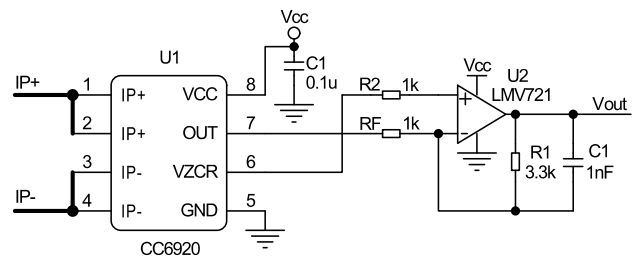 Vcc
U1
C1
0.1u
IP+
1
IP+
VCC
8
R2
1k
Vcc
U2
LMV721
+
Vout
2
IP+
OUT
7
RF
1k
-
IP-
3
IP-
VZCR
6
R1
3.3k
C1
1nF
4
IP-
GND
5
CC6920